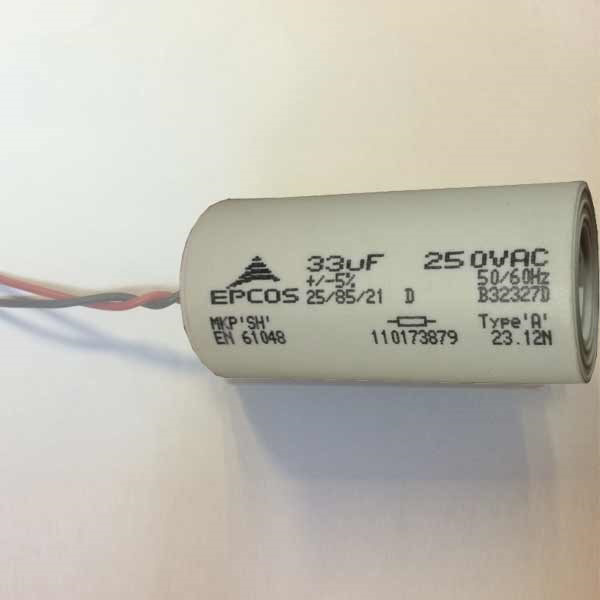 33uF 250VAC
+/-5% 50/60Hz
EPCOS 25/85/21 D B32327D
MKP'SH' Type'A'
EN 61048 110173879 23.12N